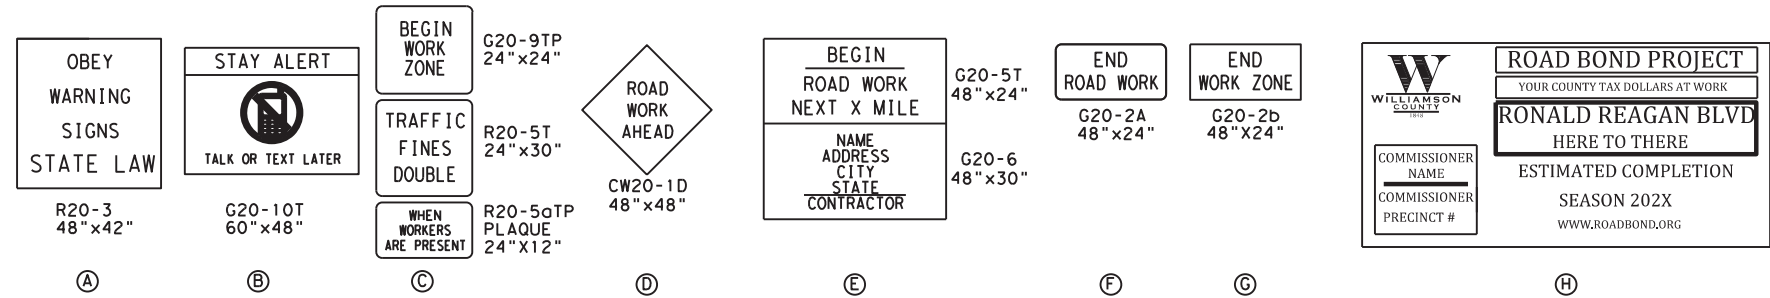 OBEY
WARNING
SIGNS
STATE LAW
R20-3
48"x42"
A
STAY ALERT
TALK OR TEXT LATER
G20-10T
60"x48"
B
BEGIN
WORK
ZONE
G20-9TP
24"x24"
TRAFFIC
FINES
DOUBLE
R20-5T
24"x30"
WHEN
WORKERS
ARE PRESENT
R20-5aTP
PLAQUE
24"X12"
C
ROAD
WORK
AHEAD
CW20-1D
48"x48"
D
BEGIN
ROAD WORK
NEXT X MILE
G20-5T
48"x24"
NAME
ADDRESS
CITY
STATE
CONTRACTOR
G20-6
48"x30"
E
END
ROAD WORK
G20-2A
48"x24"
F
END
WORK ZONE
G20-2b
48"X24"
G
W
WILLIAMSON
COUNTY
1848
COMMISSIONER
NAME
COMMISSIONER
PRECINCT #
ROAD BOND PROJECT
YOUR COUNTY TAX DOLLARS AT WORK
RONALD REAGAN BLVD
HERE TO THERE
ESTIMATED COMPLETION
SEASON 202X
WWW.ROADBOND.ORG
H